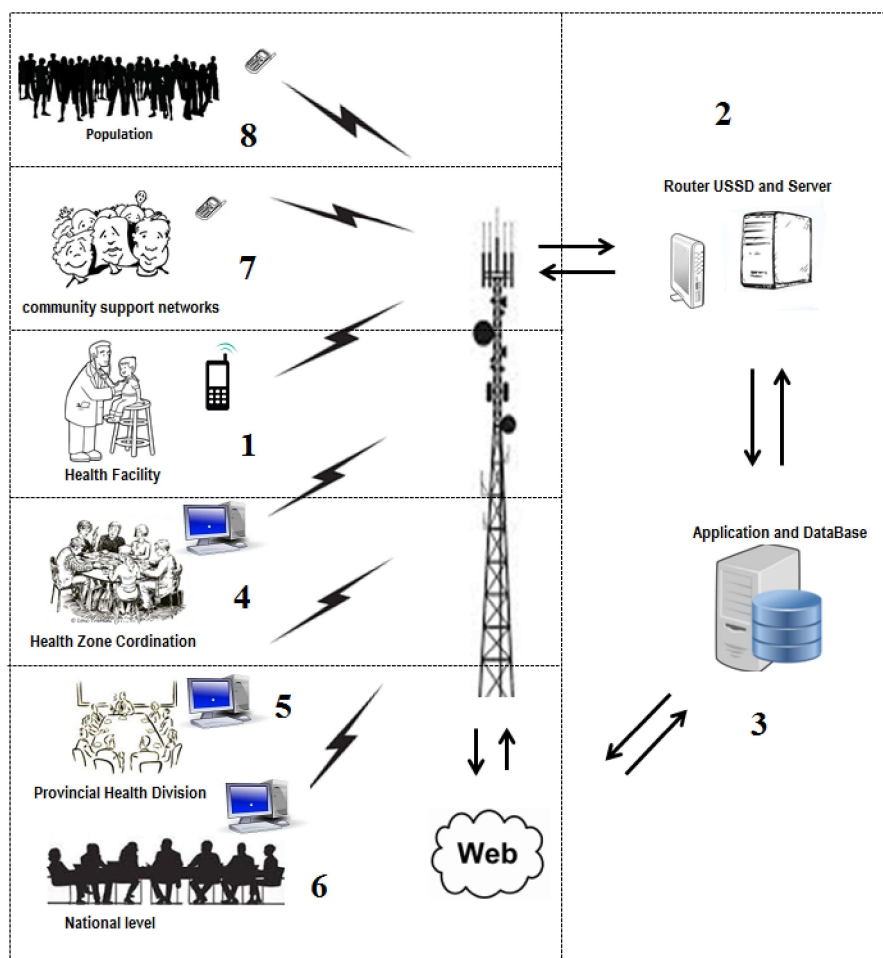 Population
8
2
Router USSD and Server
7
community support networks
1
Health Facility
4
Health Zone Cordination
Application and DataBase
3
5
Provincial Health Division
Web
6
National level